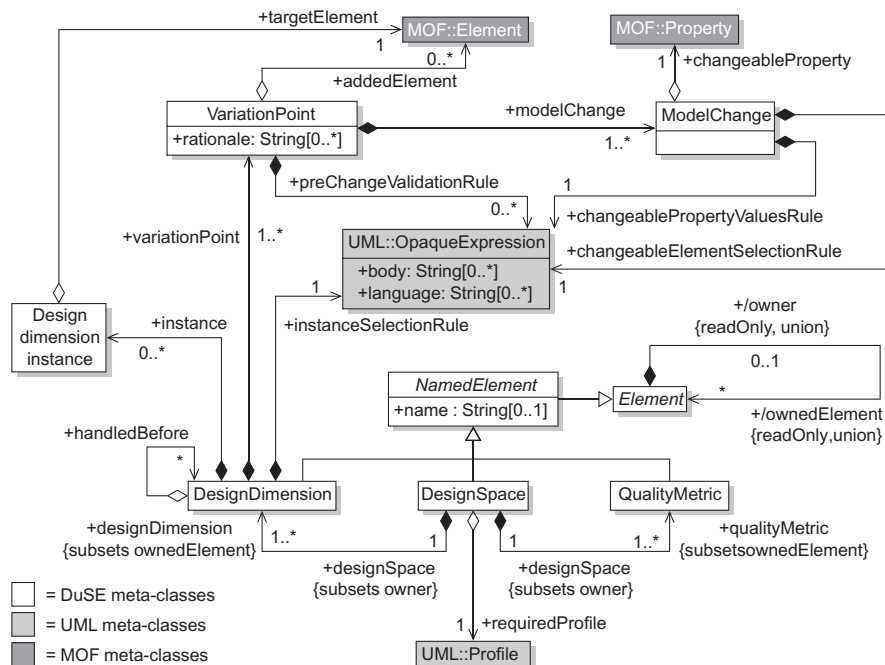 +targetElement
1
MOF::Element
0..*
+addedElement
MOF::Property
1
+changeableProperty
VariationPoint
+rationale: String[0..*]
+modelChange
1..*
ModelChange
+preChangeValidationRule
0..*
1
+changeablePropertyValuesRule
+variationPoint
1..*
UML::OpaqueExpression
+body: String[0..*]
+language: String[0..*]
+changeableElementSelectionRule
1
Design
dimension
instance
+instance
0..*
1
+instanceSelectionRule
+/owner
{readOnly, union}
0..1
NamedElement
+name : String[0..1]
Element
*
+/ownedElement
{readOnly,union}
+handledBefore
*
DesignDimension
DesignSpace
QualityMetric
+designDimension
{subsets ownedElement}
1..*
1
+designSpace
{subsets owner}
1
+designSpace
{subsets owner}
1..*
+qualityMetric
{subsetsownedElement}
1
+requiredProfile
UML::Profile
= DuSE meta-classes
= UML meta-classes
= MOF meta-classes